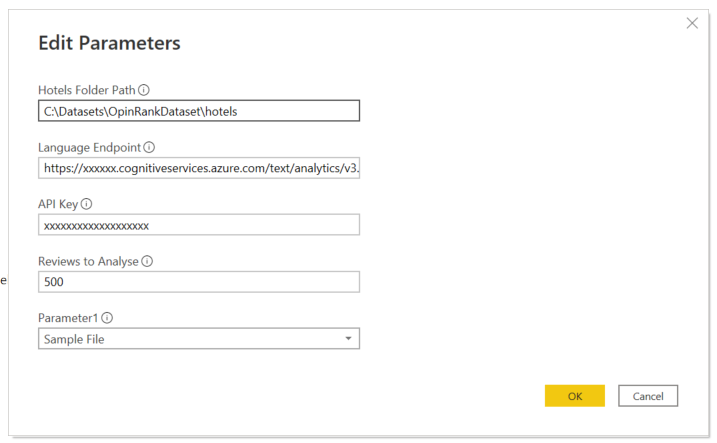 Edit Parameters
Hotels Folder Path
C:\Datasets\OpinRankDataset\hotels
Language Endpoint
https://xxxxxx.cognitiveservices.azure.com/text/analytics/v3.
API Key
xxxxxxxxxxxxxxxxxxx
Reviews to Analyse
500
e
Parameter1
Sample File
OK Cancel